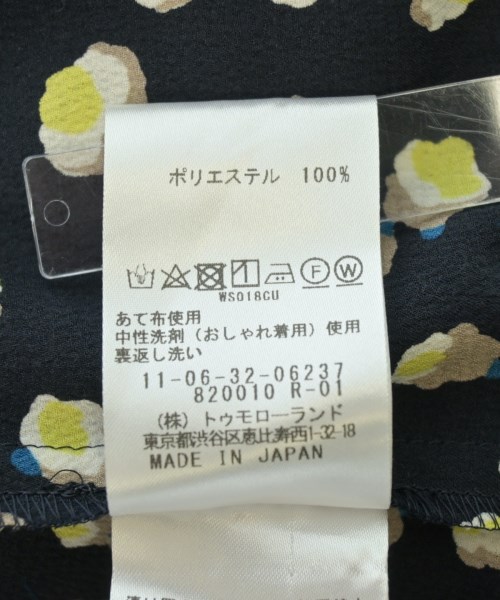 ポリエステル 100%
F W
WS018CU
あて布使用
中性洗剤（おしゃれ着用）使用
裏返し洗い
11-06-32-06237
820010 R-01
（株）トゥモローランド
東京都渋谷区恵比寿西1-32-18
MADE IN JAPAN